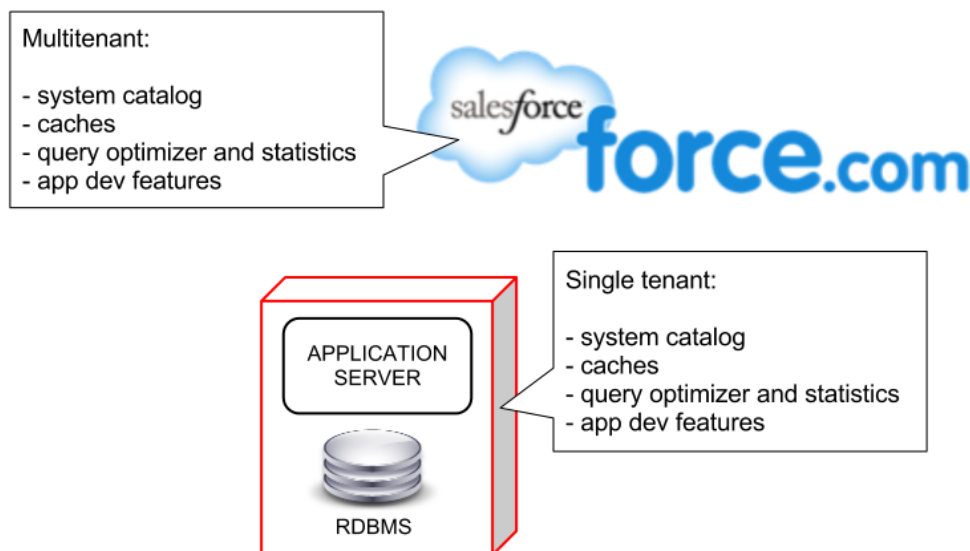 Multitenant:
- system catalog
- caches
- query optimizer and statistics
- app dev features
salesforce
force.com
Single tenant:
- system catalog
- caches
- query optimizer and statistics
- app dev features
APPLICATION
SERVER
RDBMS